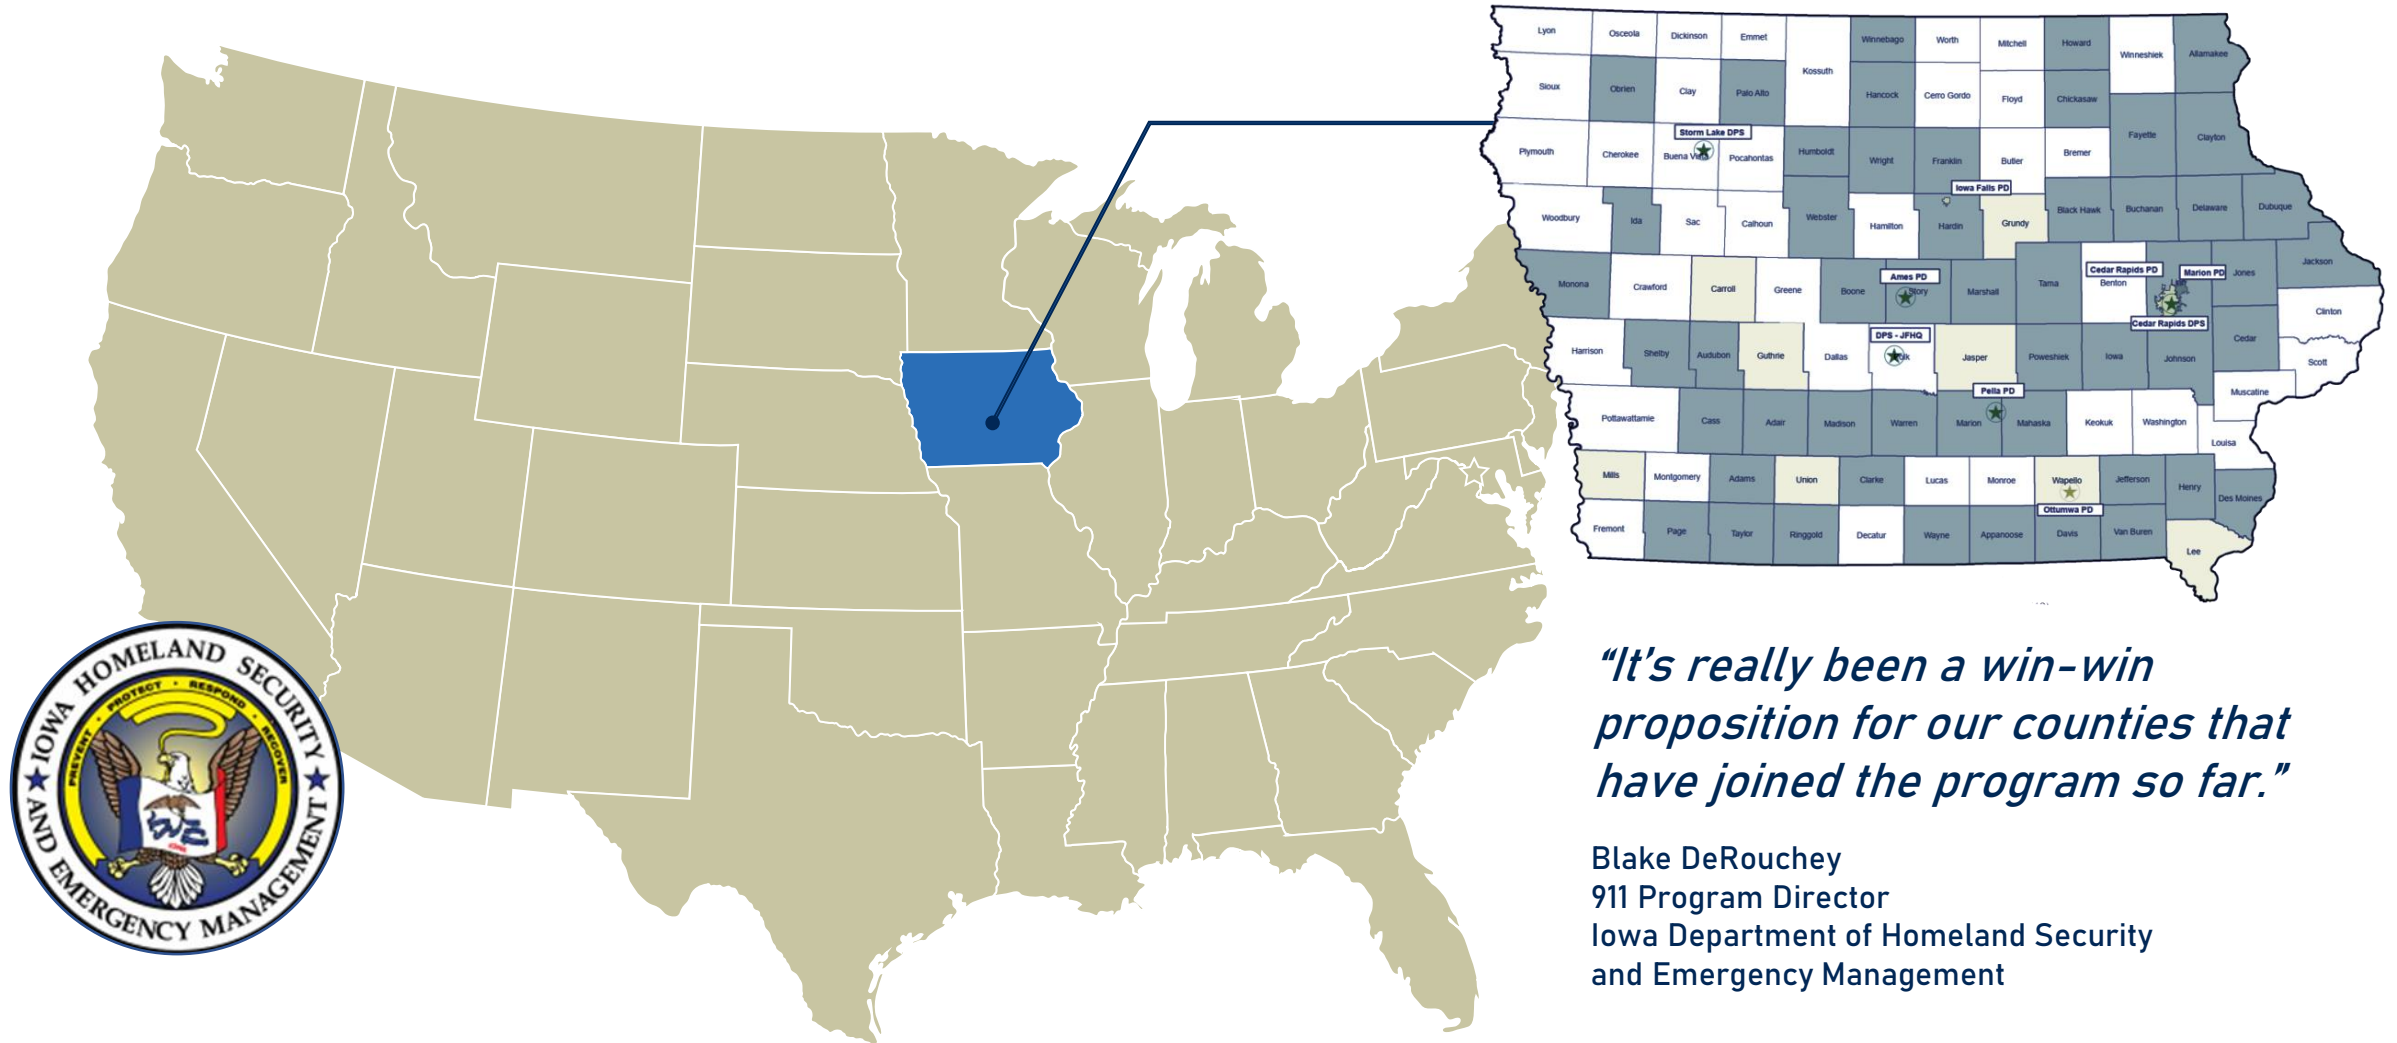 Lyon
Osceola
Dickinson
Emmet
Kossuth
Winnebago
Worth
Mitchell
Howard
Winneshiek
Allamakee
Sioux
Obrien
Clay
Palo Alto
Hancock
Cerro Gordo
Floyd
Chickasaw
Storm Lake DPS
Plymouth
Cherokee
Buena Vista
Pocahontas
Humboldt
Wright
Franklin
Butler
Bremer
Fayette
Clayton
Iowa Falls PD
Woodbury
Ida
Sac
Calhoun
Webster
Hamilton
Hardin
Grundy
Black Hawk
Buchanan
Delaware
Dubuque
Ames PD
Cedar Rapids PD
Marion PD
Monona
Crawford
Carroll
Greene
Boone
Story
Marshall
Tama
Benton
Jones
Jackson
Cedar Rapids DPS
Clinton
DPS - JFHQ
Harrison
Shelby
Audubon
Guthrie
Dallas
Jasper
Poweshiek
Iowa
Johnson
Cedar
Scott
Pella PD
Muscatine
Pottawattamie
Cass
Adair
Madison
Warren
Marion
Mahaska
Keokuk
Washington
Louisa
Mills
Montgomery
Adams
Union
Clarke
Lucas
Monroe
Wapello
Jefferson
Henry
Des Moines
Ottumwa PD
Fremont
Page
Taylor
Ringgold
Decatur
Wayne
Appanoose
Davis
Van Buren
Lee
IOWA HOMELAND SECURITY
AND EMERGENCY MANAGEMENT
PREVENT · PROTECT · RESPOND · RECOVER
“It’s really been a win-win
proposition for our counties that
have joined the program so far.”
Blake DeRouchey
911 Program Director
Iowa Department of Homeland Security
and Emergency Management